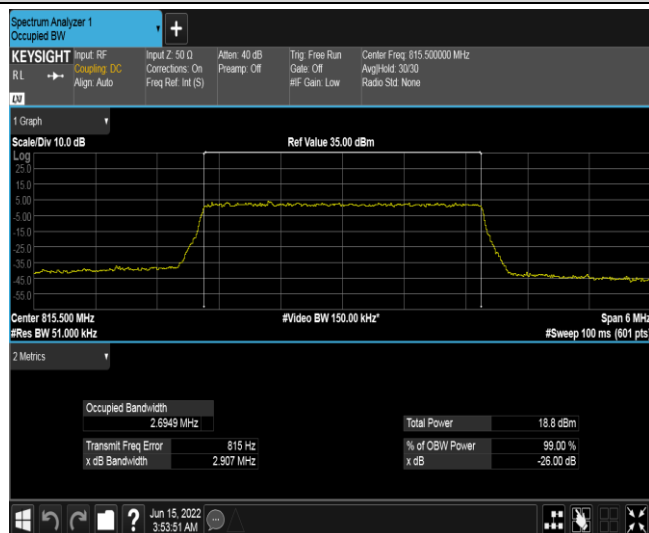 Spectrum Analyzer 1
Occupied BW
+
KEYSIGHT
RL
LXI
Input: RF
Coupling: DC
Align: Auto
Input Z: 50 Ω
Corrections: On
Freq Ref: Int (S)
Atten: 40 dB
Preamp: Off
Trig: Free Run
Gate: Off
#IF Gain: Low
Center Freq: 815.500000 MHz
Avg|Hold: 30/30
Radio Std: None
1 Graph
Scale/Div 10.0 dB
Ref Value 35.00 dBm
Log
25.0
15.0
5.00
-5.00
-15.0
-25.0
-35.0
-45.0
-55.0
Center 815.500 MHz
#Video BW 150.00 kHz*
Span 6 MHz
#Res BW 51.000 kHz
#Sweep 100 ms (601 pts
2 Metrics
Occupied Bandwidth
2.6949 MHz
Total Power 18.8 dBm
Transmit Freq Error 815 Hz
% of OBW Power 99.00 %
x dB Bandwidth 2.907 MHz
x dB -26.00 dB
?
Jun 15, 2022
3:53:51 AM